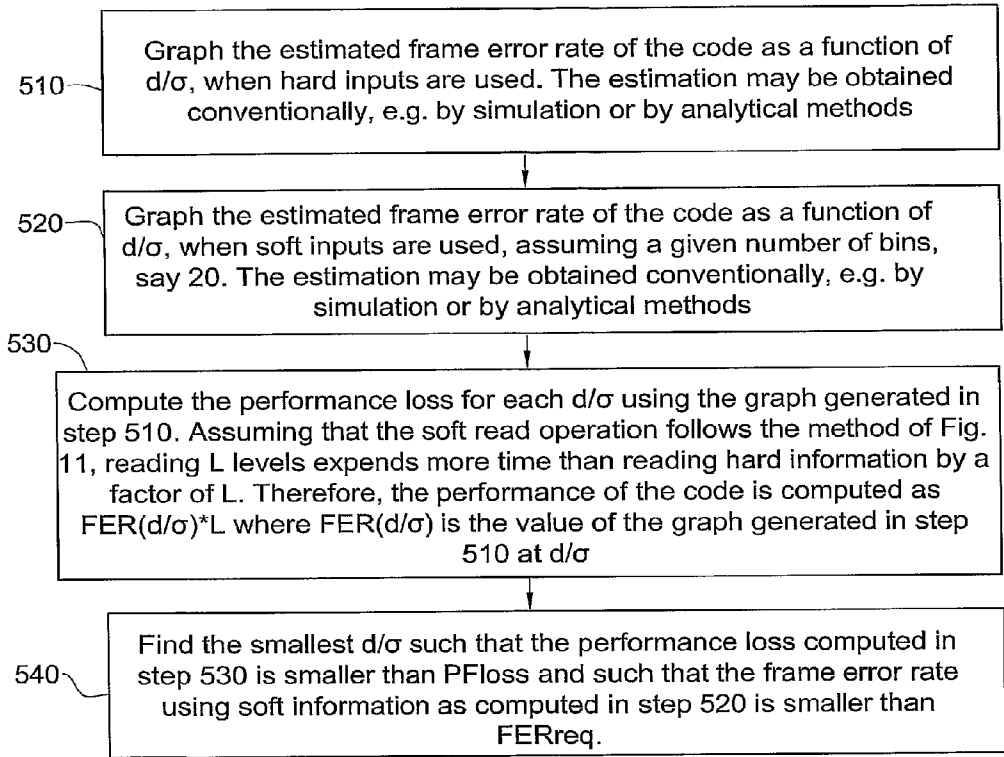 510
Graph the estimated frame error rate of the code as a function of
d/σ, when hard inputs are used. The estimation may be obtained
conventionally, e.g. by simulation or by analytical methods
520
Graph the estimated frame error rate of the code as a function of
d/σ, when soft inputs are used, assuming a given number of bins,
say 20. The estimation may be obtained conventionally, e.g. by
simulation or by analytical methods
530
Compute the performance loss for each d/σ using the graph generated in
step 510. Assuming that the soft read operation follows the method of Fig.
11, reading L levels expends more time than reading hard information by a
factor of L. Therefore, the performance of the code is computed as
FER(d/σ)*L where FER(d/σ) is the value of the graph generated in step
510 at d/σ
540
Find the smallest d/σ such that the performance loss computed in
step 530 is smaller than PFloss and such that the frame error rate
using soft information as computed in step 520 is smaller than
FERreq.